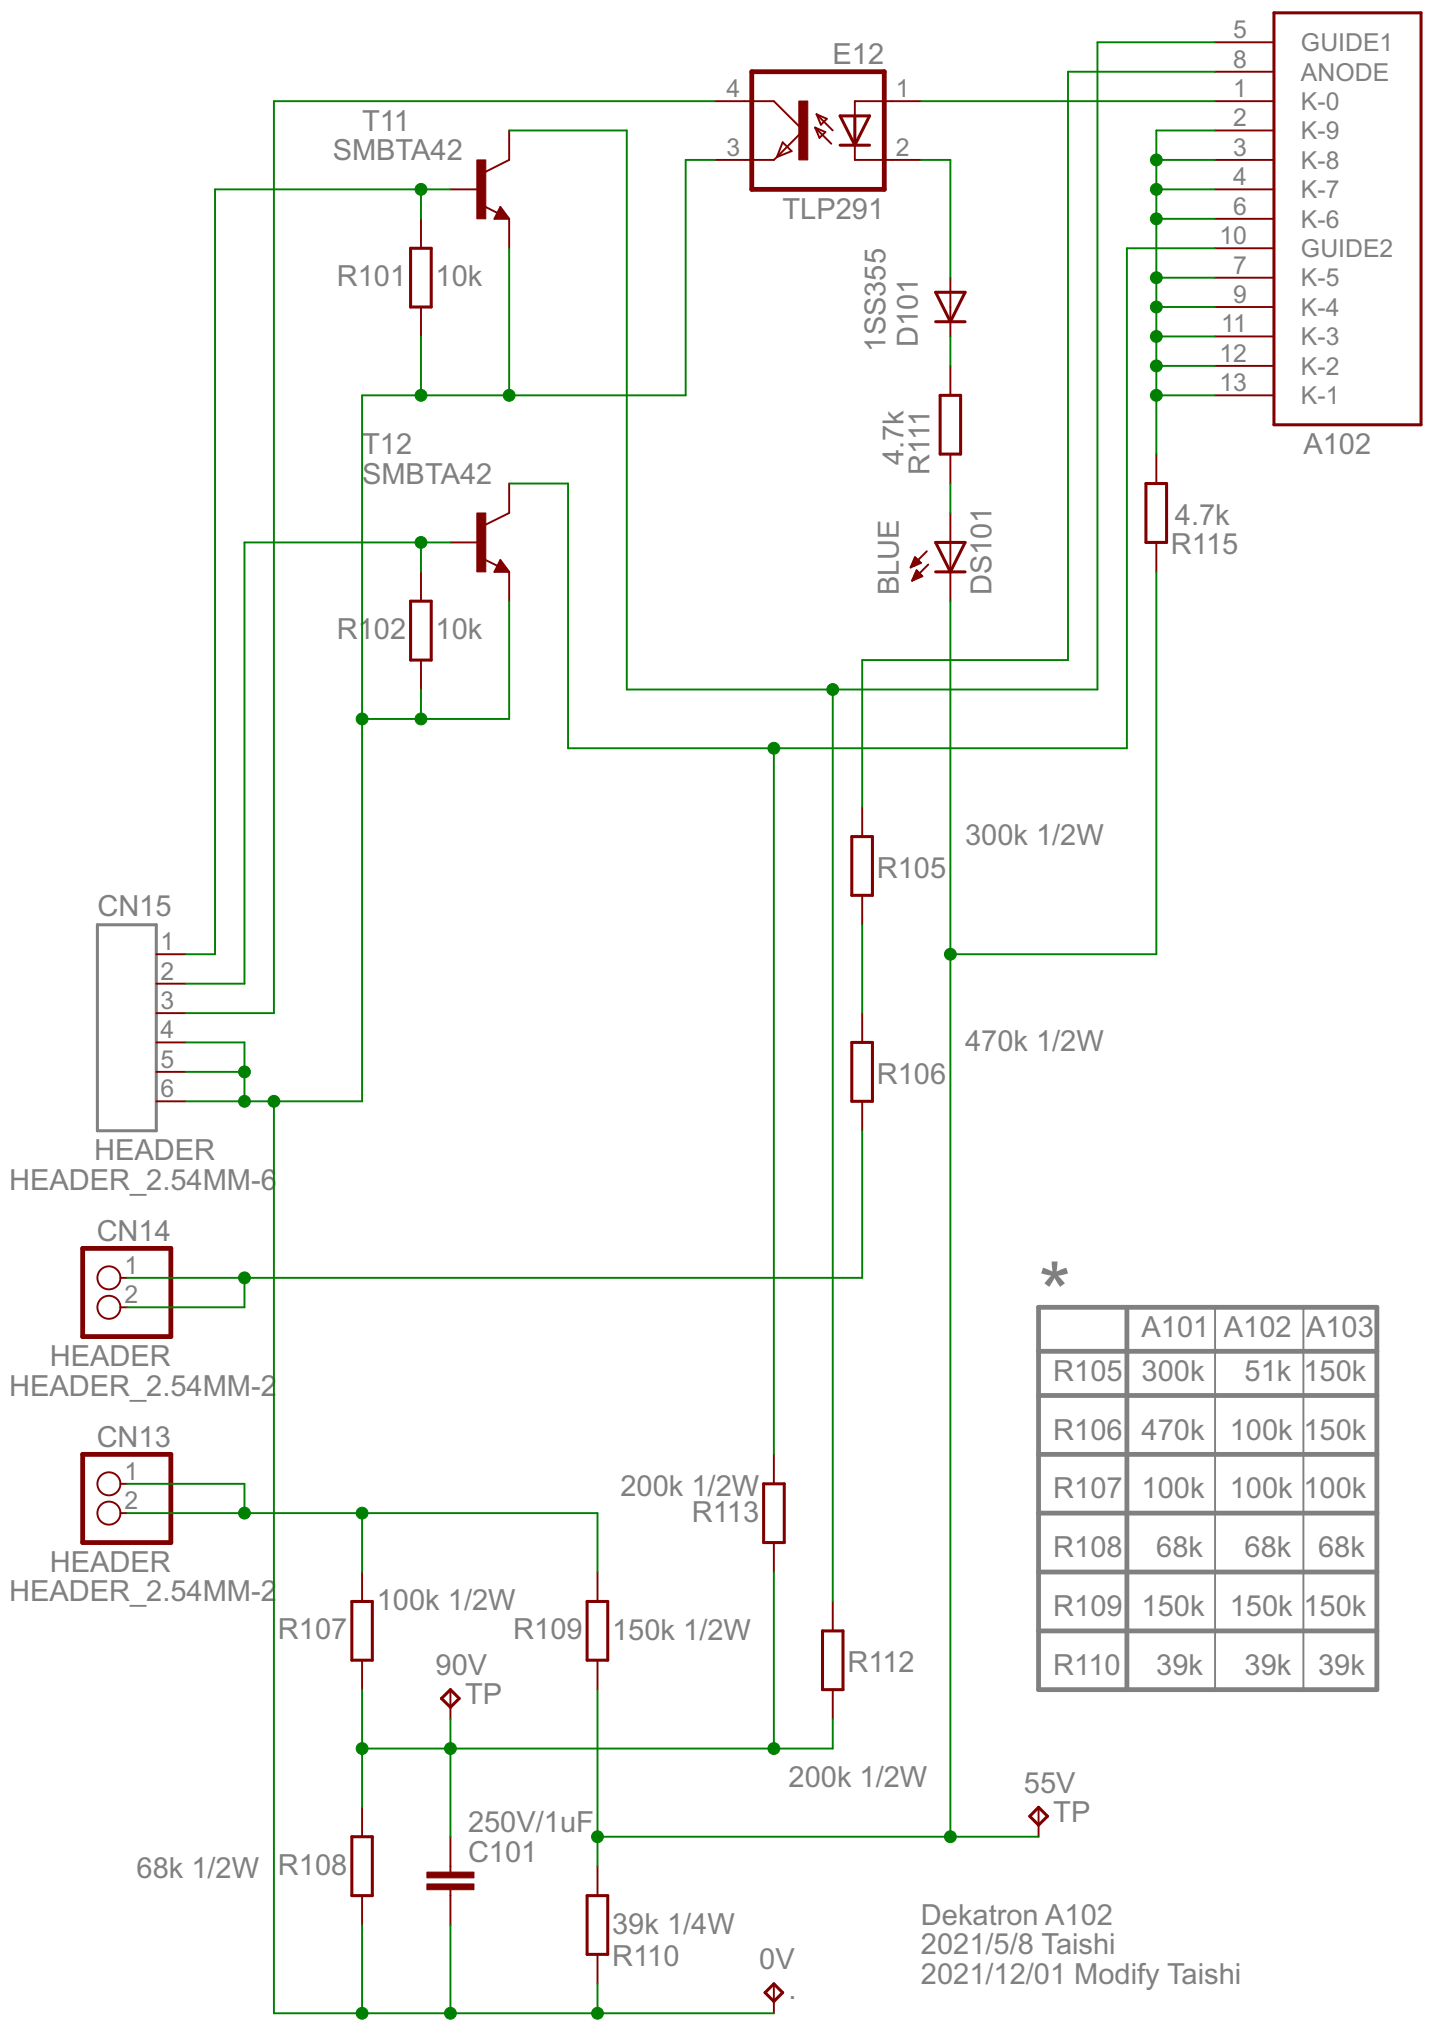 E12
4
3
1
2
TLP291
T11
SMBTA42
R101
10k
T12
SMBTA42
R102
10k
1SS355
D101
4.7k
R111
BLUE
DS101
5
GUIDE1
8
ANODE
1
K-0
2
K-9
3
K-8
4
K-7
6
K-6
10
GUIDE2
7
K-5
9
K-4
11
K-3
12
K-2
13
K-1
A102
4.7k
R115
300k 1/2W
R105
470k 1/2W
R106
CN15
1
2
3
4
5
6
HEADER
HEADER_2.54MM-6
CN14
1
2
HEADER
HEADER_2.54MM-2
CN13
1
2
HEADER
HEADER_2.54MM-2
200k 1/2W
R113
R107
100k 1/2W
R109
150k 1/2W
R112
200k 1/2W
90V
TP
68k 1/2W
R108
250V/1uF
C101
39k 1/4W
R110
55V
TP
0V
.
*
A101 A102 A103
R105 300k 51k 150k
R106 470k 100k 150k
R107 100k 100k 100k
R108 68k 68k 68k
R109 150k 150k 150k
R110 39k 39k 39k
Dekatron A102
2021/5/8 Taishi
2021/12/01 Modify Taishi